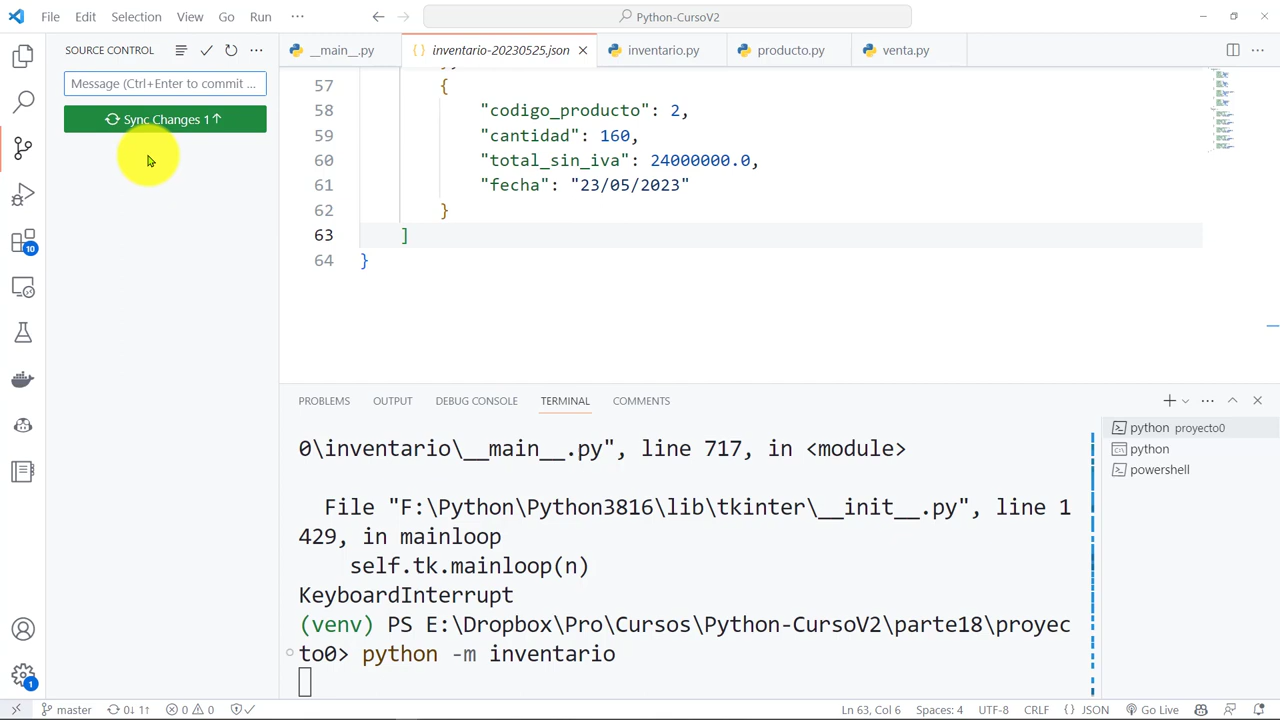 File Edit Selection View Go Run ··· Python-CursoV2
SOURCE CONTROL
__main__.py
inventario-20230525.json
inventario.py
producto.py
venta.py
Message (Ctrl+Enter to commit ...
Sync Changes 1↑
57 {
58 "codigo_producto": 2,
59 "cantidad": 160,
60 "total_sin_iva": 24000000.0,
61 "fecha": "23/05/2023"
62 }
63 ]
64 }
10
PROBLEMS OUTPUT DEBUG CONSOLE TERMINAL COMMENTS
python proyecto0
python
powershell
0\inventario\__main__.py", line 717, in <module>
File "F:\Python\Python3816\lib\tkinter\__init__.py", line 1
429, in mainloop
self.tk.mainloop(n)
KeyboardInterrupt
(venv) PS E:\Dropbox\Pro\Cursos\Python-CursoV2\parte18\proyec
to0> python -m inventario
1
master 0↓ 1↑ 0 0 Ln 63, Col 6 Spaces: 4 UTF-8 CRLF {} JSON Go Live